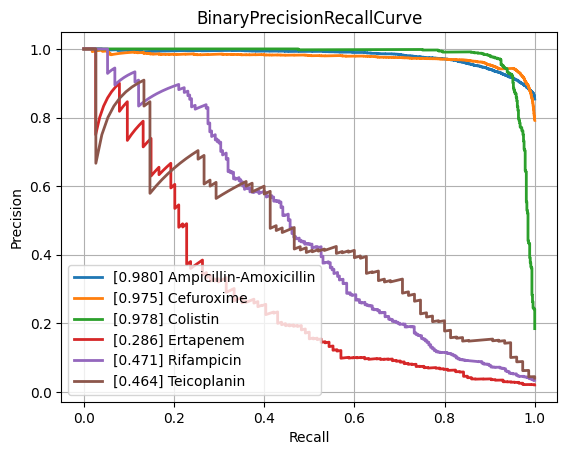 BinaryPrecisionRecallCurve
1.0
0.8
0.6
0.4
0.2
0.0
Precision
[0.980] Ampicillin-Amoxicillin
[0.975] Cefuroxime
[0.978] Colistin
[0.286] Ertapenem
[0.471] Rifampicin
[0.464] Teicoplanin
0.0 0.2 0.4 0.6 0.8 1.0
Recall